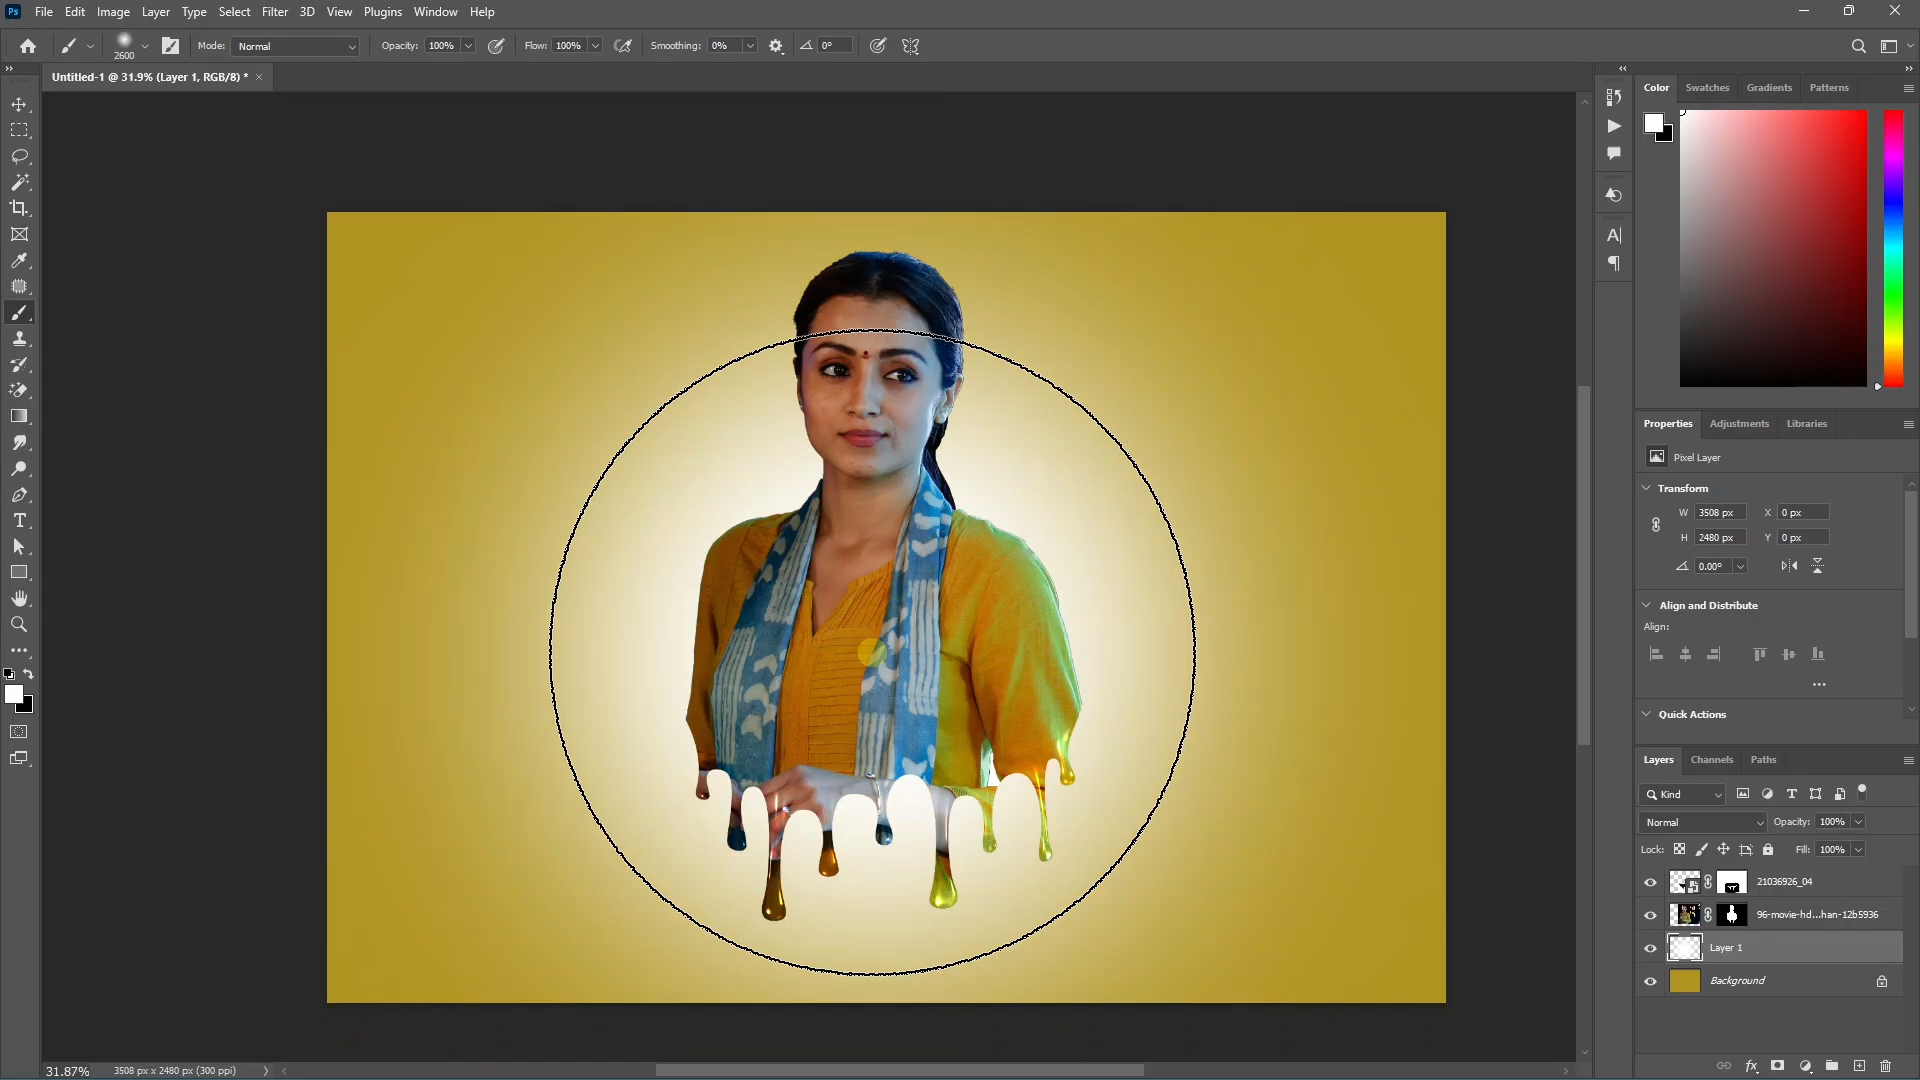 Ps File Edit Image Layer Type Select Filter 3D View Plugins Window Help
2600 Mode: Normal Opacity: 100% Flow: 100% Smoothing: 0% 0°
Untitled-1 @ 31.9% (Layer 1, RGB/8) *
Color Swatches Gradients Patterns
Properties Adjustments Libraries
Pixel Layer
Transform
W 3508 px X 0 px
H 2480 px Y 0 px
0.00°
Align and Distribute
Align:
Quick Actions
Layers Channels Paths
Kind
Normal Opacity: 100%
Lock: Fill: 100%
21036926_04
96-movie-hd...han-12b5936
Layer 1
Background
31.87% 3508 px x 2480 px (300 ppi)